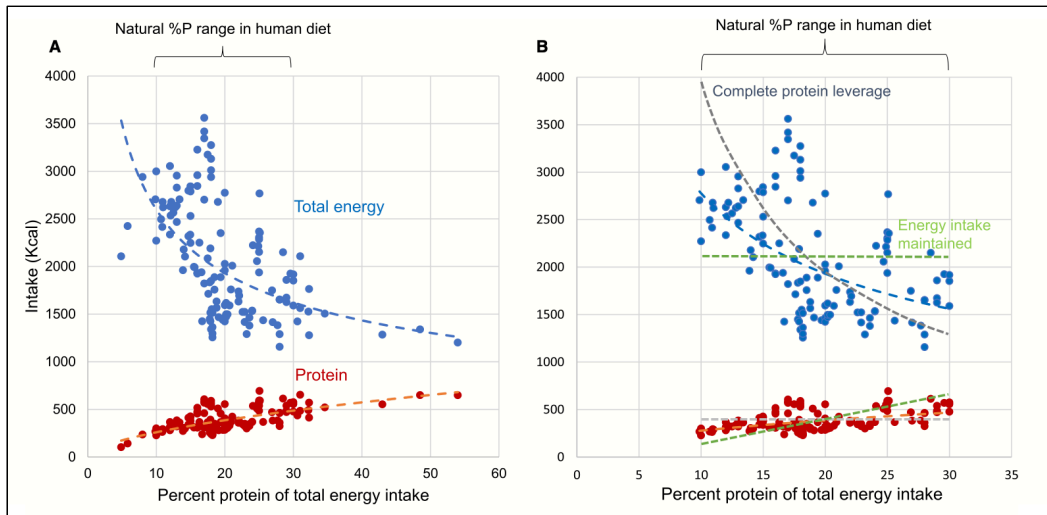 Natural %P range in human diet
A
4000
3500
3000
2500
2000
1500
1000
500
0
Intake (Kcal)
Total energy
Protein
0 10 20 30 40 50 60
Percent protein of total energy intake
Natural %P range in human diet
B
4000
3500
3000
2500
2000
1500
1000
500
0
Complete protein leverage
Energy intake
maintained
0 5 10 15 20 25 30 35
Percent protein of total energy intake